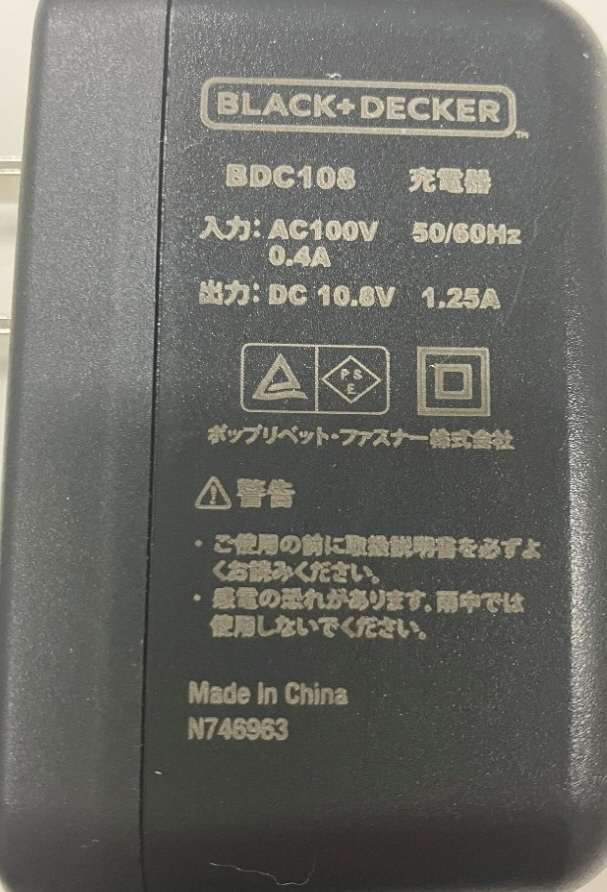 BLACK+DECKER™
BDC108 充電器
入力: AC100V 50/60Hz
0.4A
出力: DC 10.8V 1.25A
PS
E
ポップリベット・ファスナー株式会社
警告
・ご使用の前に取扱説明書を必ずよ
くお読みください。
・感電の恐れがあります。雨中では
使用しないでください。
Made In China
N746963